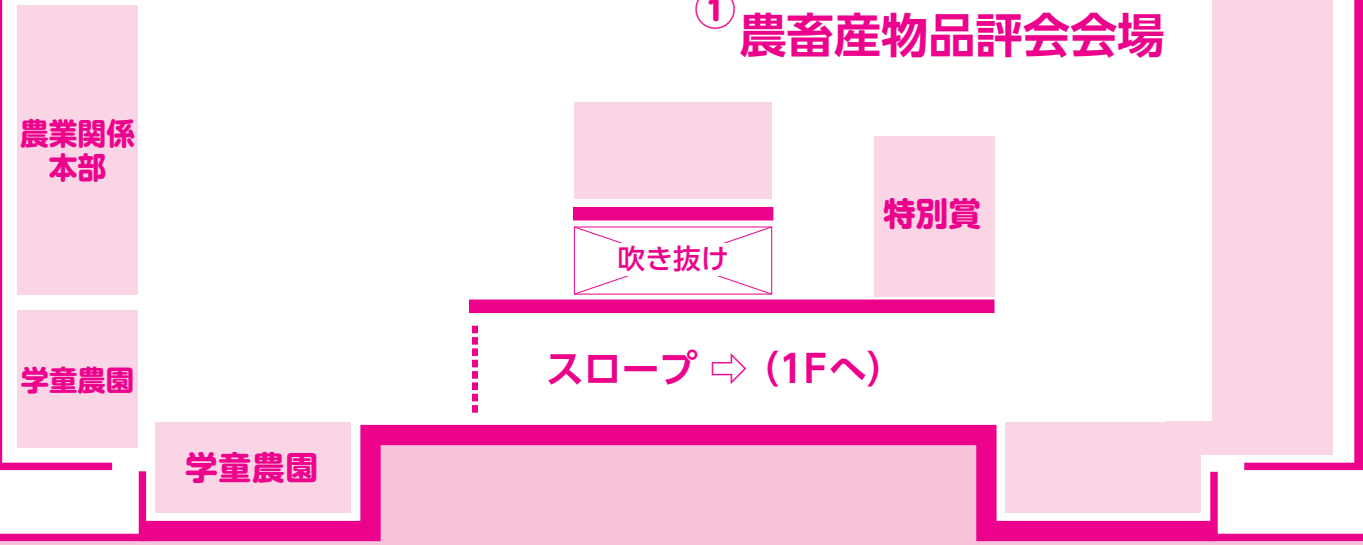 ①
農畜産物品評会会場
農業関係
本部
特別賞
吹き抜け
スロープ ⇨ (1Fへ)
学童農園
学童農園